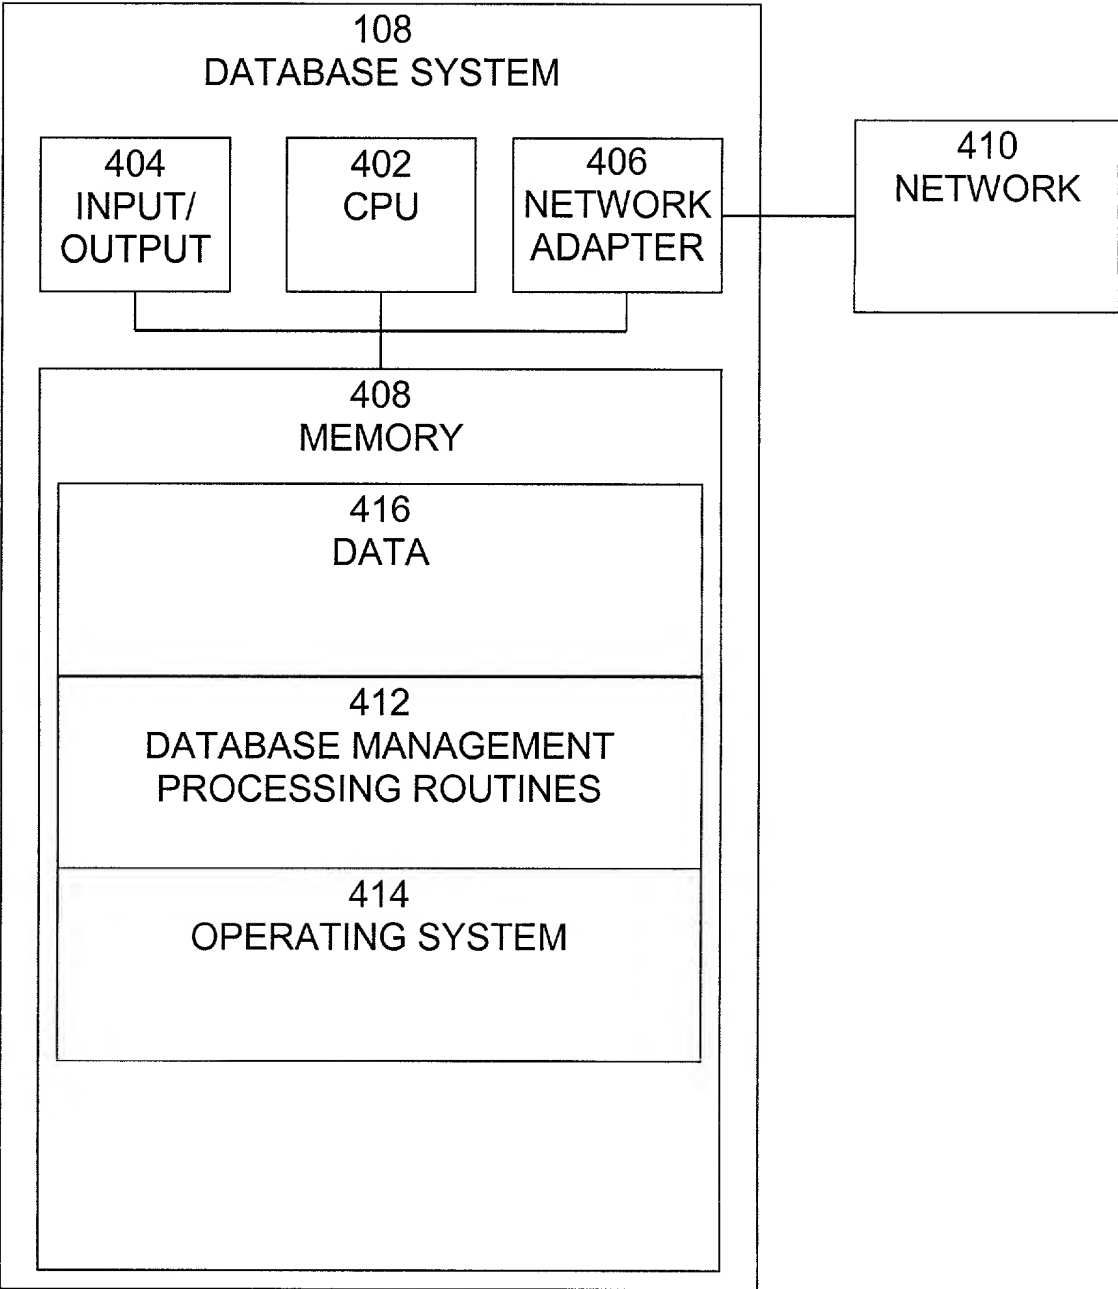 108
DATABASE SYSTEM
404
INPUT/
OUTPUT
402
CPU
406
NETWORK
ADAPTER
410
NETWORK
408
MEMORY
416
DATA
412
DATABASE MANAGEMENT
PROCESSING ROUTINES
414
OPERATING SYSTEM